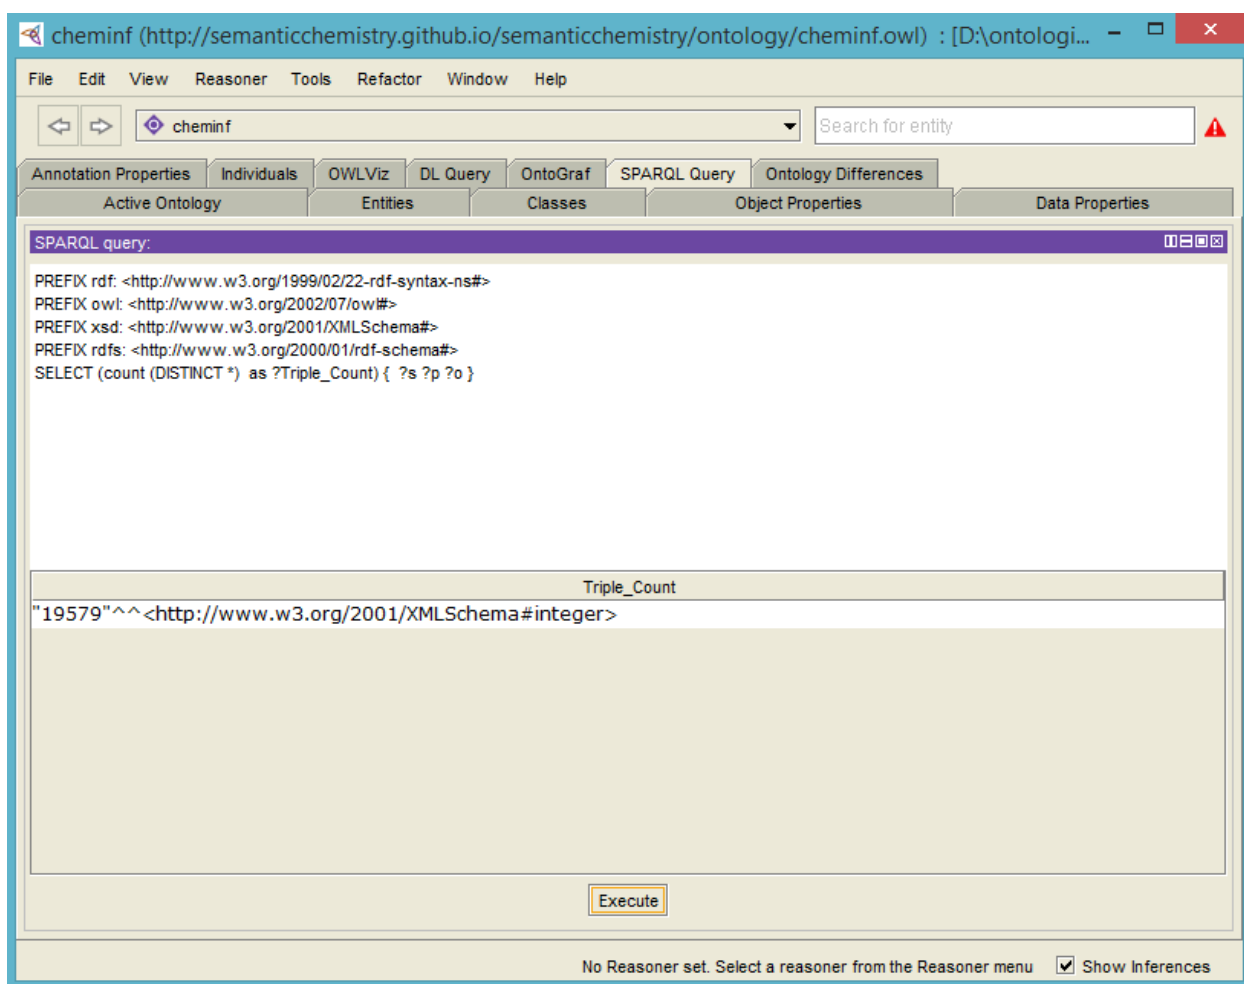 cheminf (http://semanticchemistry.github.io/semanticchemistry/ontology/cheminf.owl) : [D:\ontologi...
File Edit View Reasoner Tools Refactor Window Help
cheminf Search for entity
Annotation Properties Individuals OWLViz DL Query OntoGraf SPARQL Query Ontology Differences
Active Ontology Entities Classes Object Properties Data Properties
SPARQL query:
PREFIX rdf: <http://www.w3.org/1999/02/22-rdf-syntax-ns#>
PREFIX owl: <http://www.w3.org/2002/07/owl#>
PREFIX xsd: <http://www.w3.org/2001/XMLSchema#>
PREFIX rdfs: <http://www.w3.org/2000/01/rdf-schema#>
SELECT (count (DISTINCT *) as ?Triple_Count) { ?s ?p ?o }
Triple_Count
"19579"^^<http://www.w3.org/2001/XMLSchema#integer>
Execute
No Reasoner set. Select a reasoner from the Reasoner menu Show Inferences